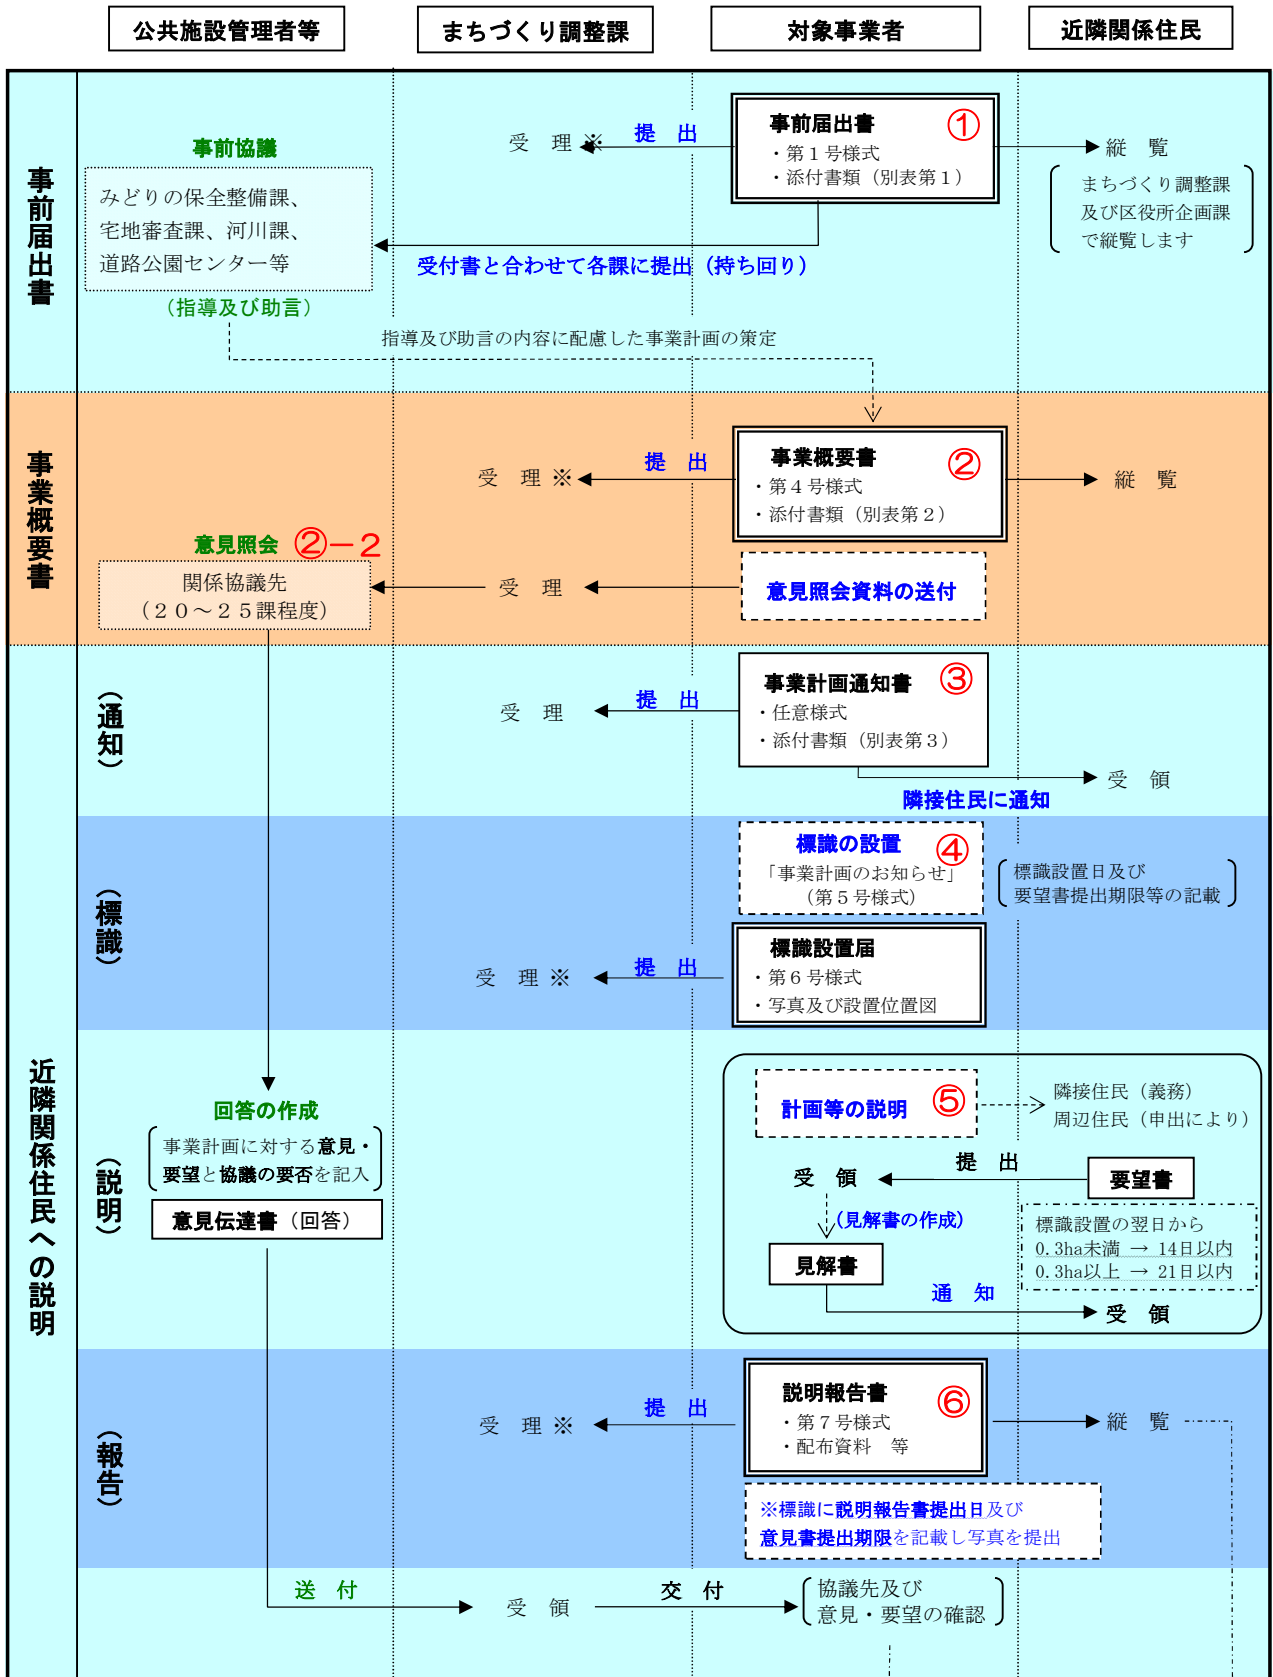 公共施設管理者等
まちづくり調整課
対象事業者
近隣関係住民
事前届出書
事前協議
みどりの保全整備課、
宅地審査課、河川課、
道路公園センター等
（指導及び助言）
受　理※
提　出
事前届出書　①
・第１号様式
・添付書類（別表第１）
縦　覧
まちづくり調整課
及び区役所企画課
で縦覧します
受付書と合わせて各課に提出（持ち回り）
指導及び助言の内容に配慮した事業計画の策定
事業概要書
受　理※
提　出
事業概要書　②
・第４号様式
・添付書類（別表第２）
縦　覧
意見照会　②－２
関係協議先
（２０～２５課程度）
受　理
意見照会資料の送付
近隣関係住民への説明
（通知）
受　理
提　出
事業計画通知書　③
・任意様式
・添付書類（別表第３）
受　領
隣接住民に通知
（標識）
標識の設置　④
「事業計画のお知らせ」
（第５号様式）
標識設置日及び
要望書提出期限等の記載
受　理※
提　出
標識設置届
・第６号様式
・写真及び設置位置図
（説明）
回答の作成
事業計画に対する意見・
要望と協議の要否を記入
意見伝達書（回答）
計画等の説明　⑤
隣接住民（義務）
周辺住民（申出により）
受　領
提　出
要望書
（見解書の作成）
標識設置の翌日から
0.3ha未満 → 14日以内
0.3ha以上 → 21日以内
見解書
通　知
受　領
（報告）
受　理※
提　出
説明報告書　⑥
・第７号様式
・配布資料　等
縦　覧
※標識に説明報告書提出日及び
意見書提出期限を記載し写真を提出
送　付
受　領
交　付
協議先及び
意見・要望の確認